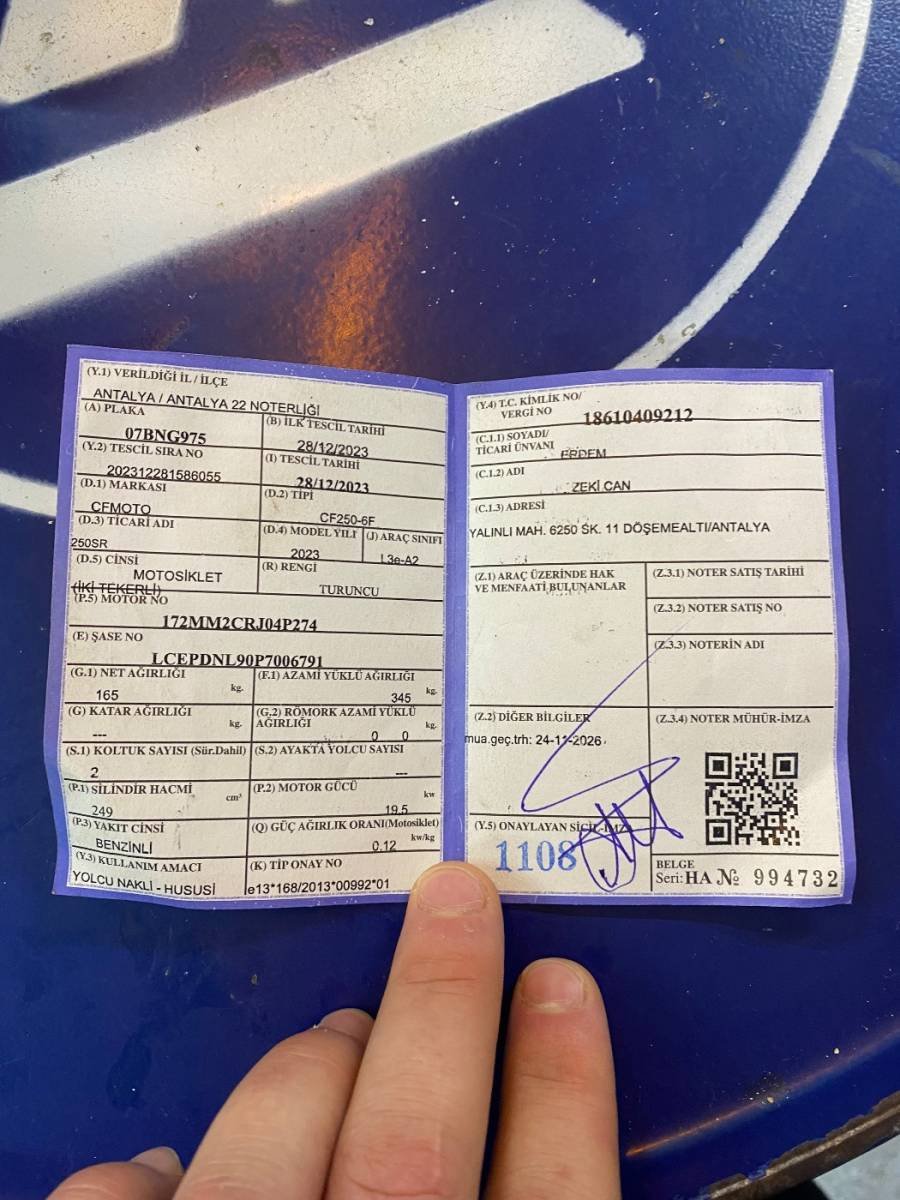 (Y.1) VERİLDİĞİ İL / İLÇE
ANTALYA / ANTALYA 22 NOTERLİĞİ
(A) PLAKA
07BNG975
(B) İLK TESCİL TARİHİ
28/12/2023
(Y.2) TESCİL SIRA NO
202312281586055
(I) TESCİL TARİHİ
28/12/2023
(D.1) MARKASI
CFMOTO
(D.2) TİPİ
CF250-6F
(D.3) TİCARİ ADI
250SR
(D.4) MODEL YILI
2023
(J) ARAÇ SINIFI
L3e-A2
(D.5) CİNSİ
MOTOSİKLET
(İKİ TEKERLİ)
(R) RENGİ
TURUNCU
(P.5) MOTOR NO
172MM2CRJ04P274
(E) ŞASE NO
LCEPDNL90P7006791
(G.1) NET AĞIRLIĞI
165 kg.
(F.1) AZAMİ YÜKLÜ AĞIRLIĞI
345 kg.
(G) KATAR AĞIRLIĞI
--- kg.
(G.2) RÖMORK AZAMİ YÜKLÜ
AĞIRLIĞI
0 0 kg.
(S.1) KOLTUK SAYISI (Sür.Dahil)
2
(S.2) AYAKTA YOLCU SAYISI
---
(P.1) SİLİNDİR HACMİ
249 cm³
(P.2) MOTOR GÜCÜ
19.5 kw
(P.3) YAKIT CİNSİ
BENZİNLİ
(Q) GÜÇ AĞIRLIK ORANI(Motosiklet)
0.12 kw/kg
(Y.3) KULLANIM AMACI
YOLCU NAKLİ - HUSUSİ
(K) TİP ONAY NO
e13*168/2013*00992*01
(Y.4) T.C. KİMLİK NO/
VERGİ NO
18610409212
(C.1.1) SOYADI/
TİCARİ ÜNVANI
ERDEM
(C.1.2) ADI
ZEKİ CAN
(C.1.3) ADRESİ
YALINLI MAH. 6250 SK. 11 DÖŞEMEALTI/ANTALYA
(Z.1) ARAÇ ÜZERİNDE HAK
VE MENFAATİ BULUNANLAR
(Z.3.1) NOTER SATIŞ TARİHİ
(Z.3.2) NOTER SATIŞ NO
(Z.3.3) NOTERİN ADI
(Z.2) DİĞER BİLGİLER
mua.geç.trh: 24-11-2026
(Z.3.4) NOTER MÜHÜR-İMZA
(Y.5) ONAYLAYAN SİCİL-İMZA
1108
BELGE
Seri: HA № 994732